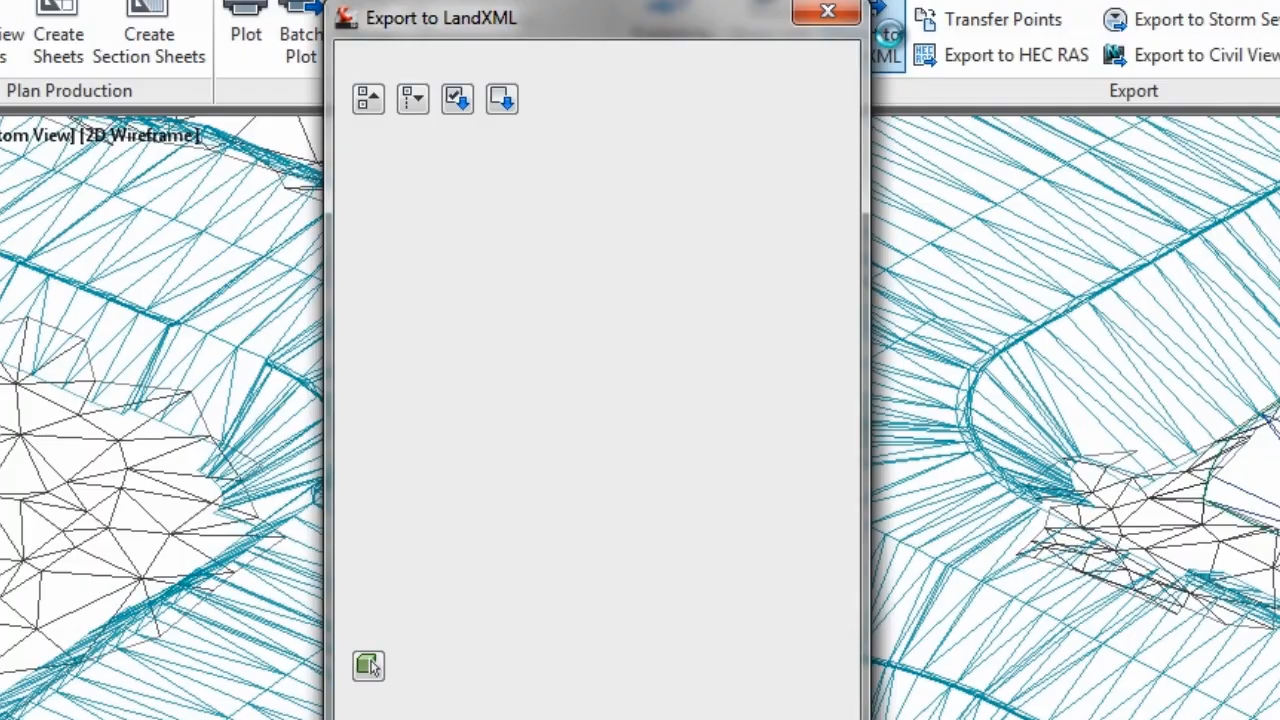 Export to LandXML
iew
s
Create
Sheets
Create
Section Sheets
Plot
Batch
Plot
to
XML
Transfer Points
Export to HEC RAS
Export to Storm Se
Export to Civil View
Plan Production
Export
tom View] [2D Wireframe]